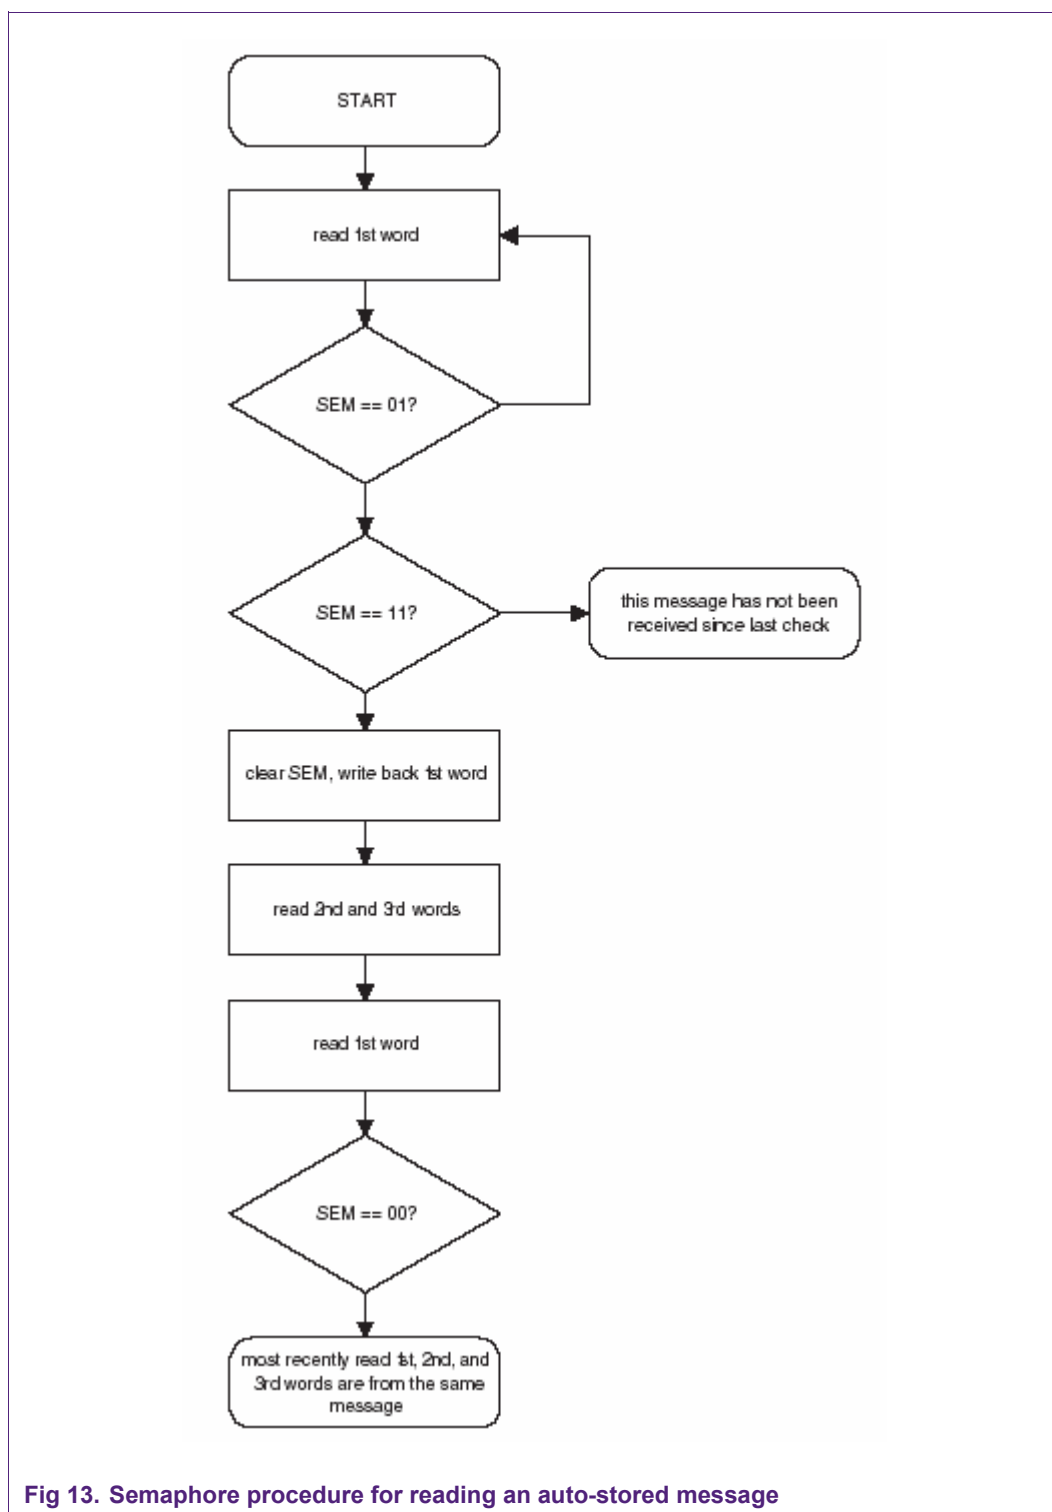 START
read 1st word
SEM == 01?
SEM == 11?
this message has not been
received since last check
clear SEM, write back 1st word
read 2nd and 3rd words
read 1st word
SEM == 00?
most recently read 1st, 2nd, and
3rd words are from the same
message
Fig 13. Semaphore procedure for reading an auto-stored message